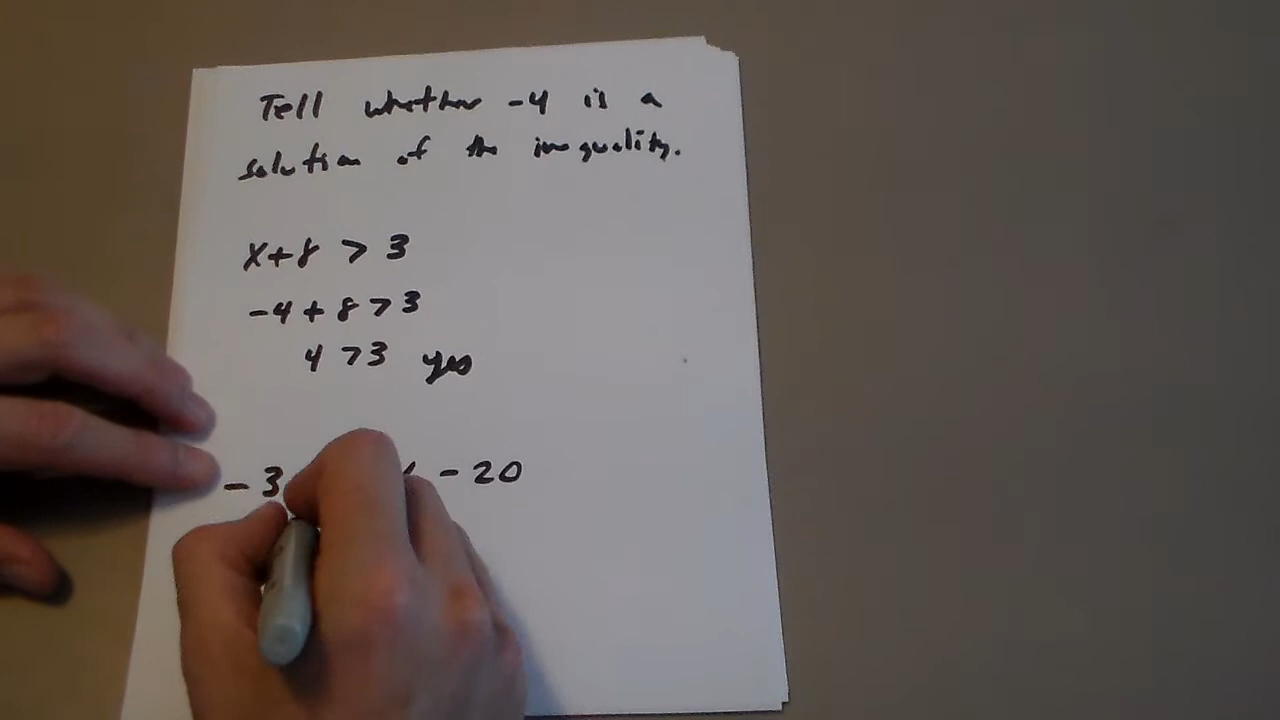 Tell whether -4 is a
solution of the inequality.
x+8 > 3
-4+8>3
4>3 yes
-3 -20